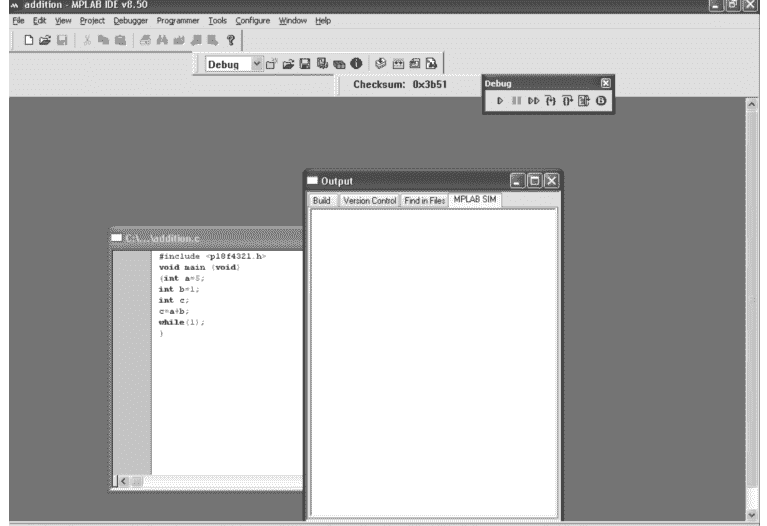 addition - MPLAB IDE v8.50
File Edit View Project Debugger Programmer Tools Configure Window Help
Debug
Checksum: 0x3b51
Debug
Output
Build Version Control Find in Files MPLAB SIM
C:\...\addition.c
#include <p18f4321.h>
void main (void)
{int a=5;
int b=1;
int c;
c=a+b;
while(1);
}